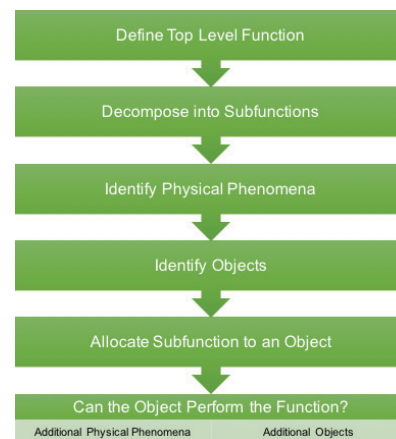 Define Top Level Function
Decompose into Subfunctions
Identify Physical Phenomena
Identify Objects
Allocate Subfunction to an Object
Can the Object Perform the Function?
Additional Physical Phenomena
Additional Objects